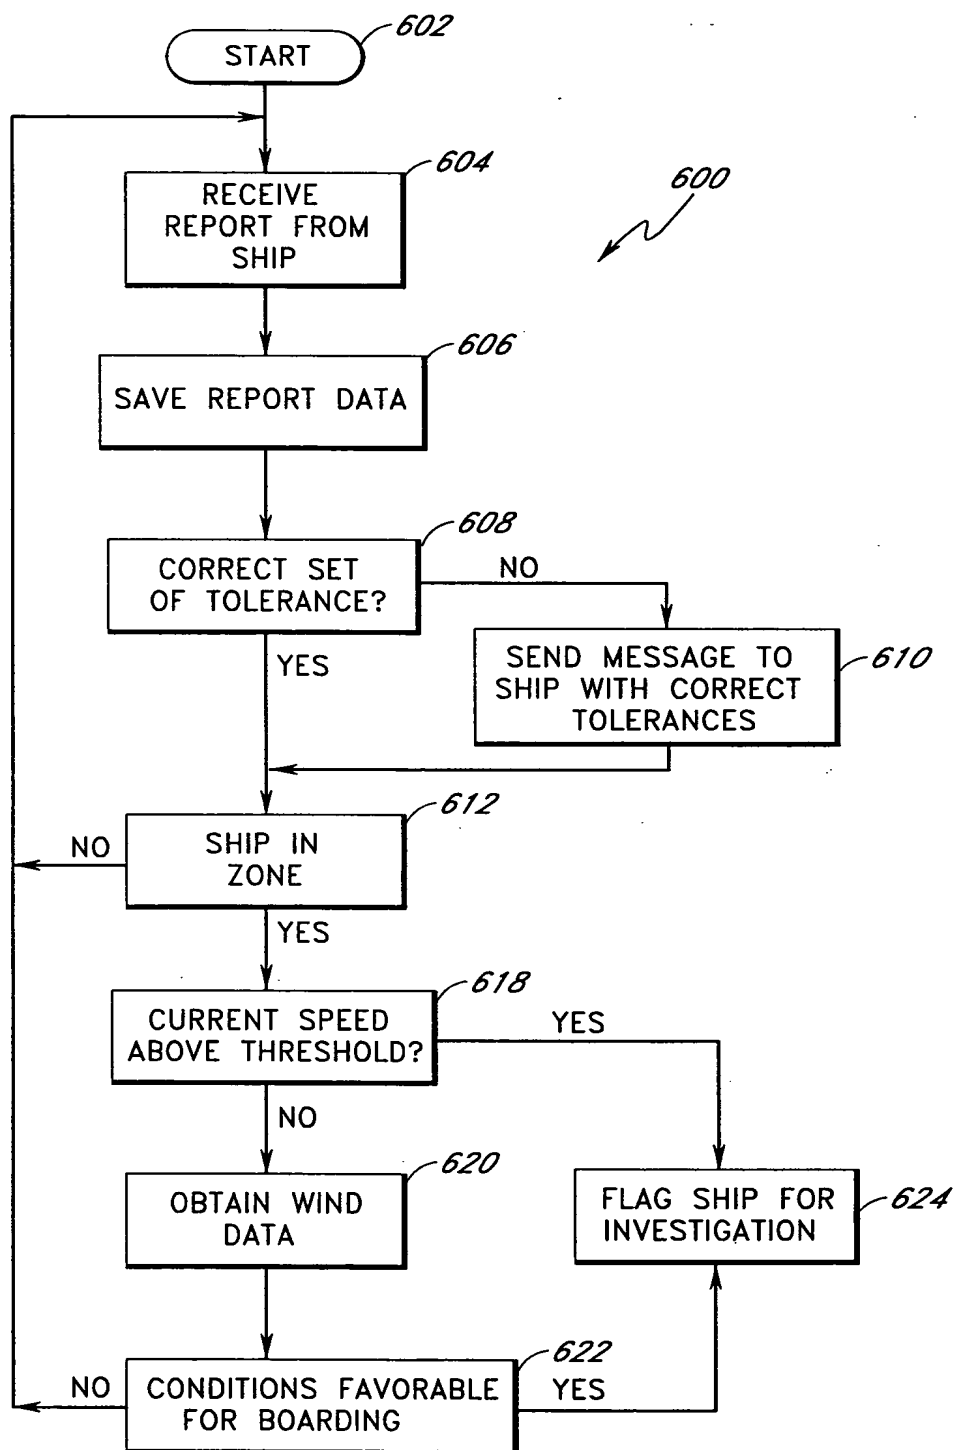 START
602
RECEIVE
REPORT FROM
SHIP
604
600
SAVE REPORT DATA
606
CORRECT SET
OF TOLERANCE?
608
NO
YES
SEND MESSAGE TO
SHIP WITH CORRECT
TOLERANCES
610
SHIP IN
ZONE
612
NO
YES
CURRENT SPEED
ABOVE THRESHOLD?
618
YES
NO
OBTAIN WIND
DATA
620
FLAG SHIP FOR
INVESTIGATION
624
CONDITIONS FAVORABLE
FOR BOARDING
622
NO
YES